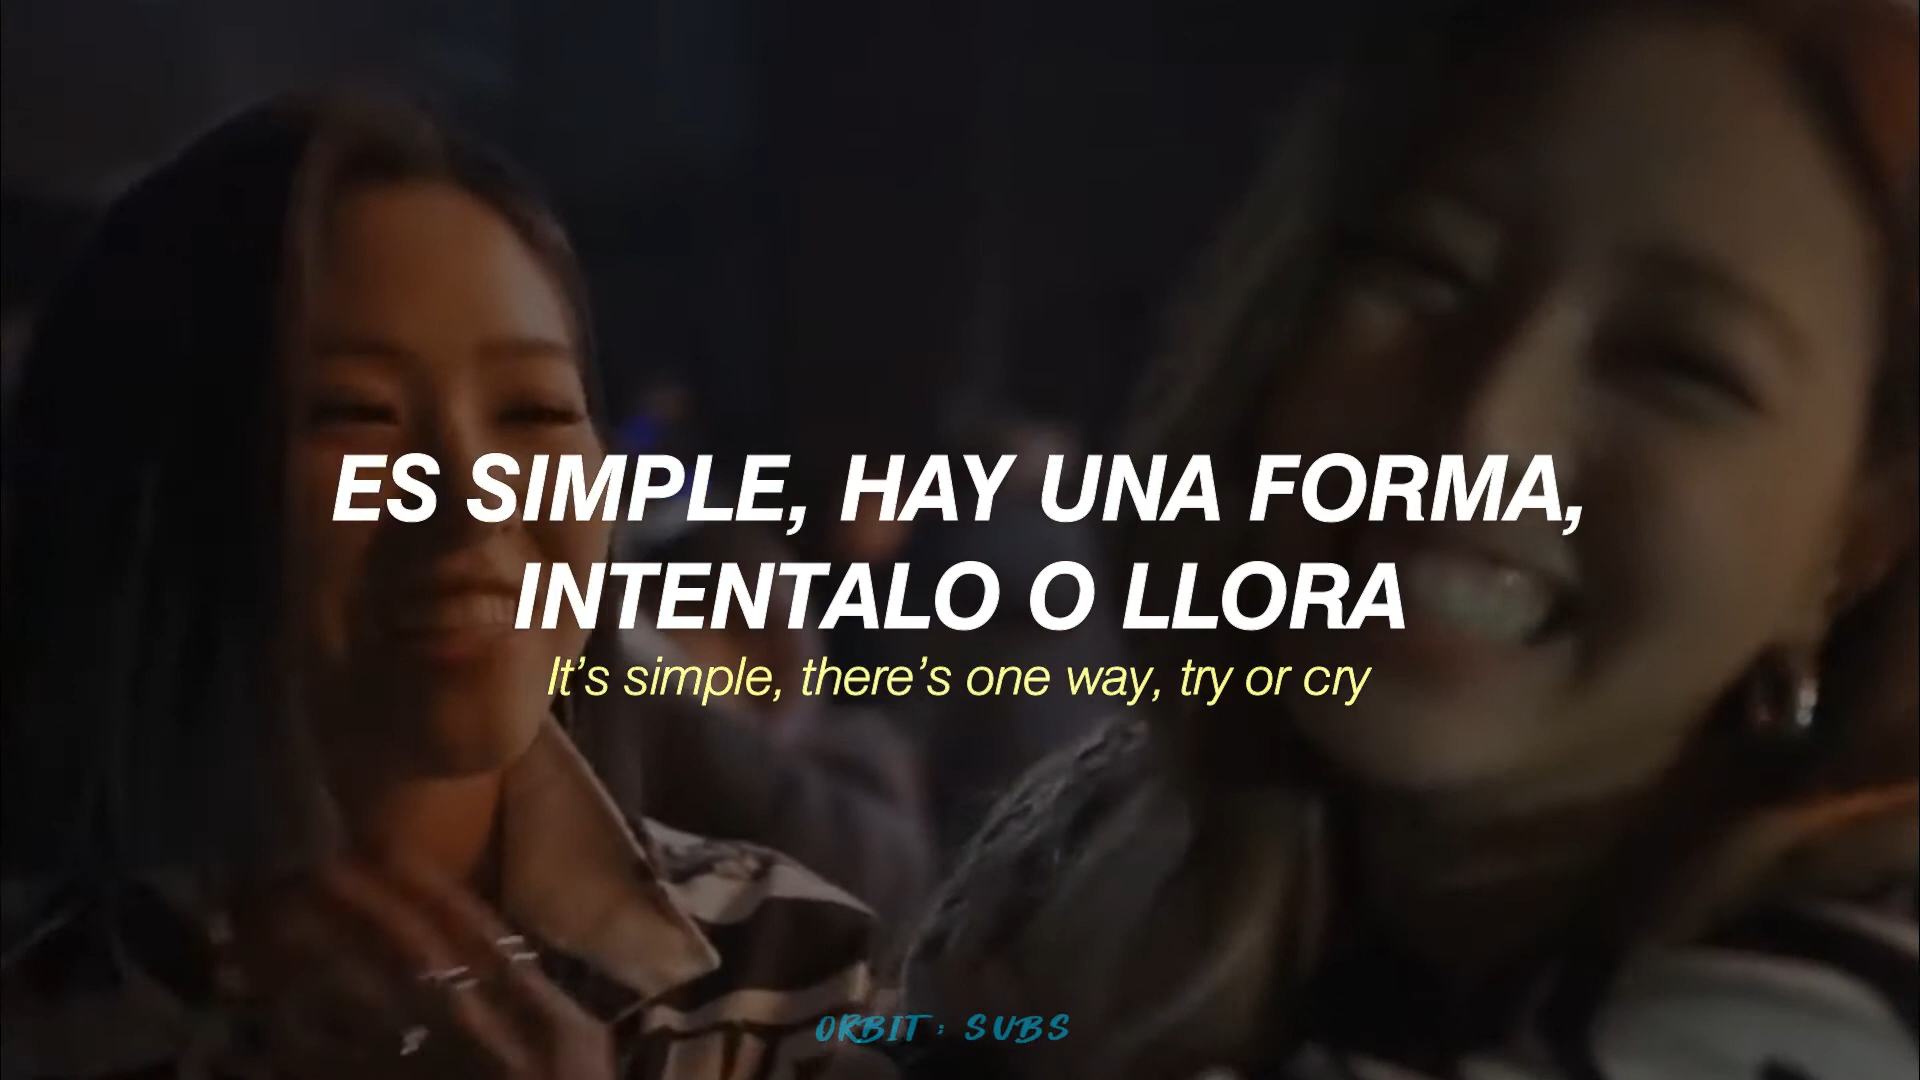 ES SIMPLE, HAY UNA FORMA,
INTENTALO O LLORA
It’s simple, there’s one way, try or cry
ORBIT: SUBS